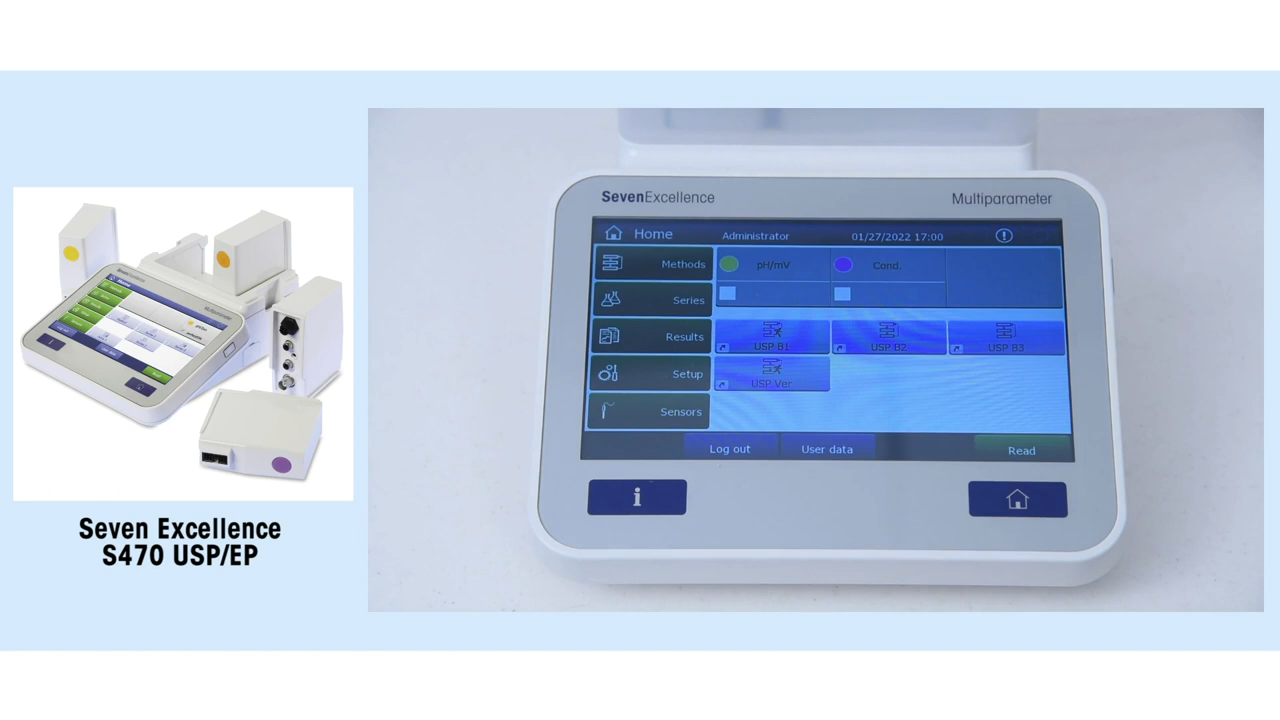 SevenExcellence
Multiparameter
Home
Administrator
01/27/2022 17:00
Methods
pH/mV
Cond.
Series
Results
USP B1
USP B2
USP B3
Setup
USP Ver
Sensors
Log out
User data
Read
i
Seven Excellence
S470 USP/EP